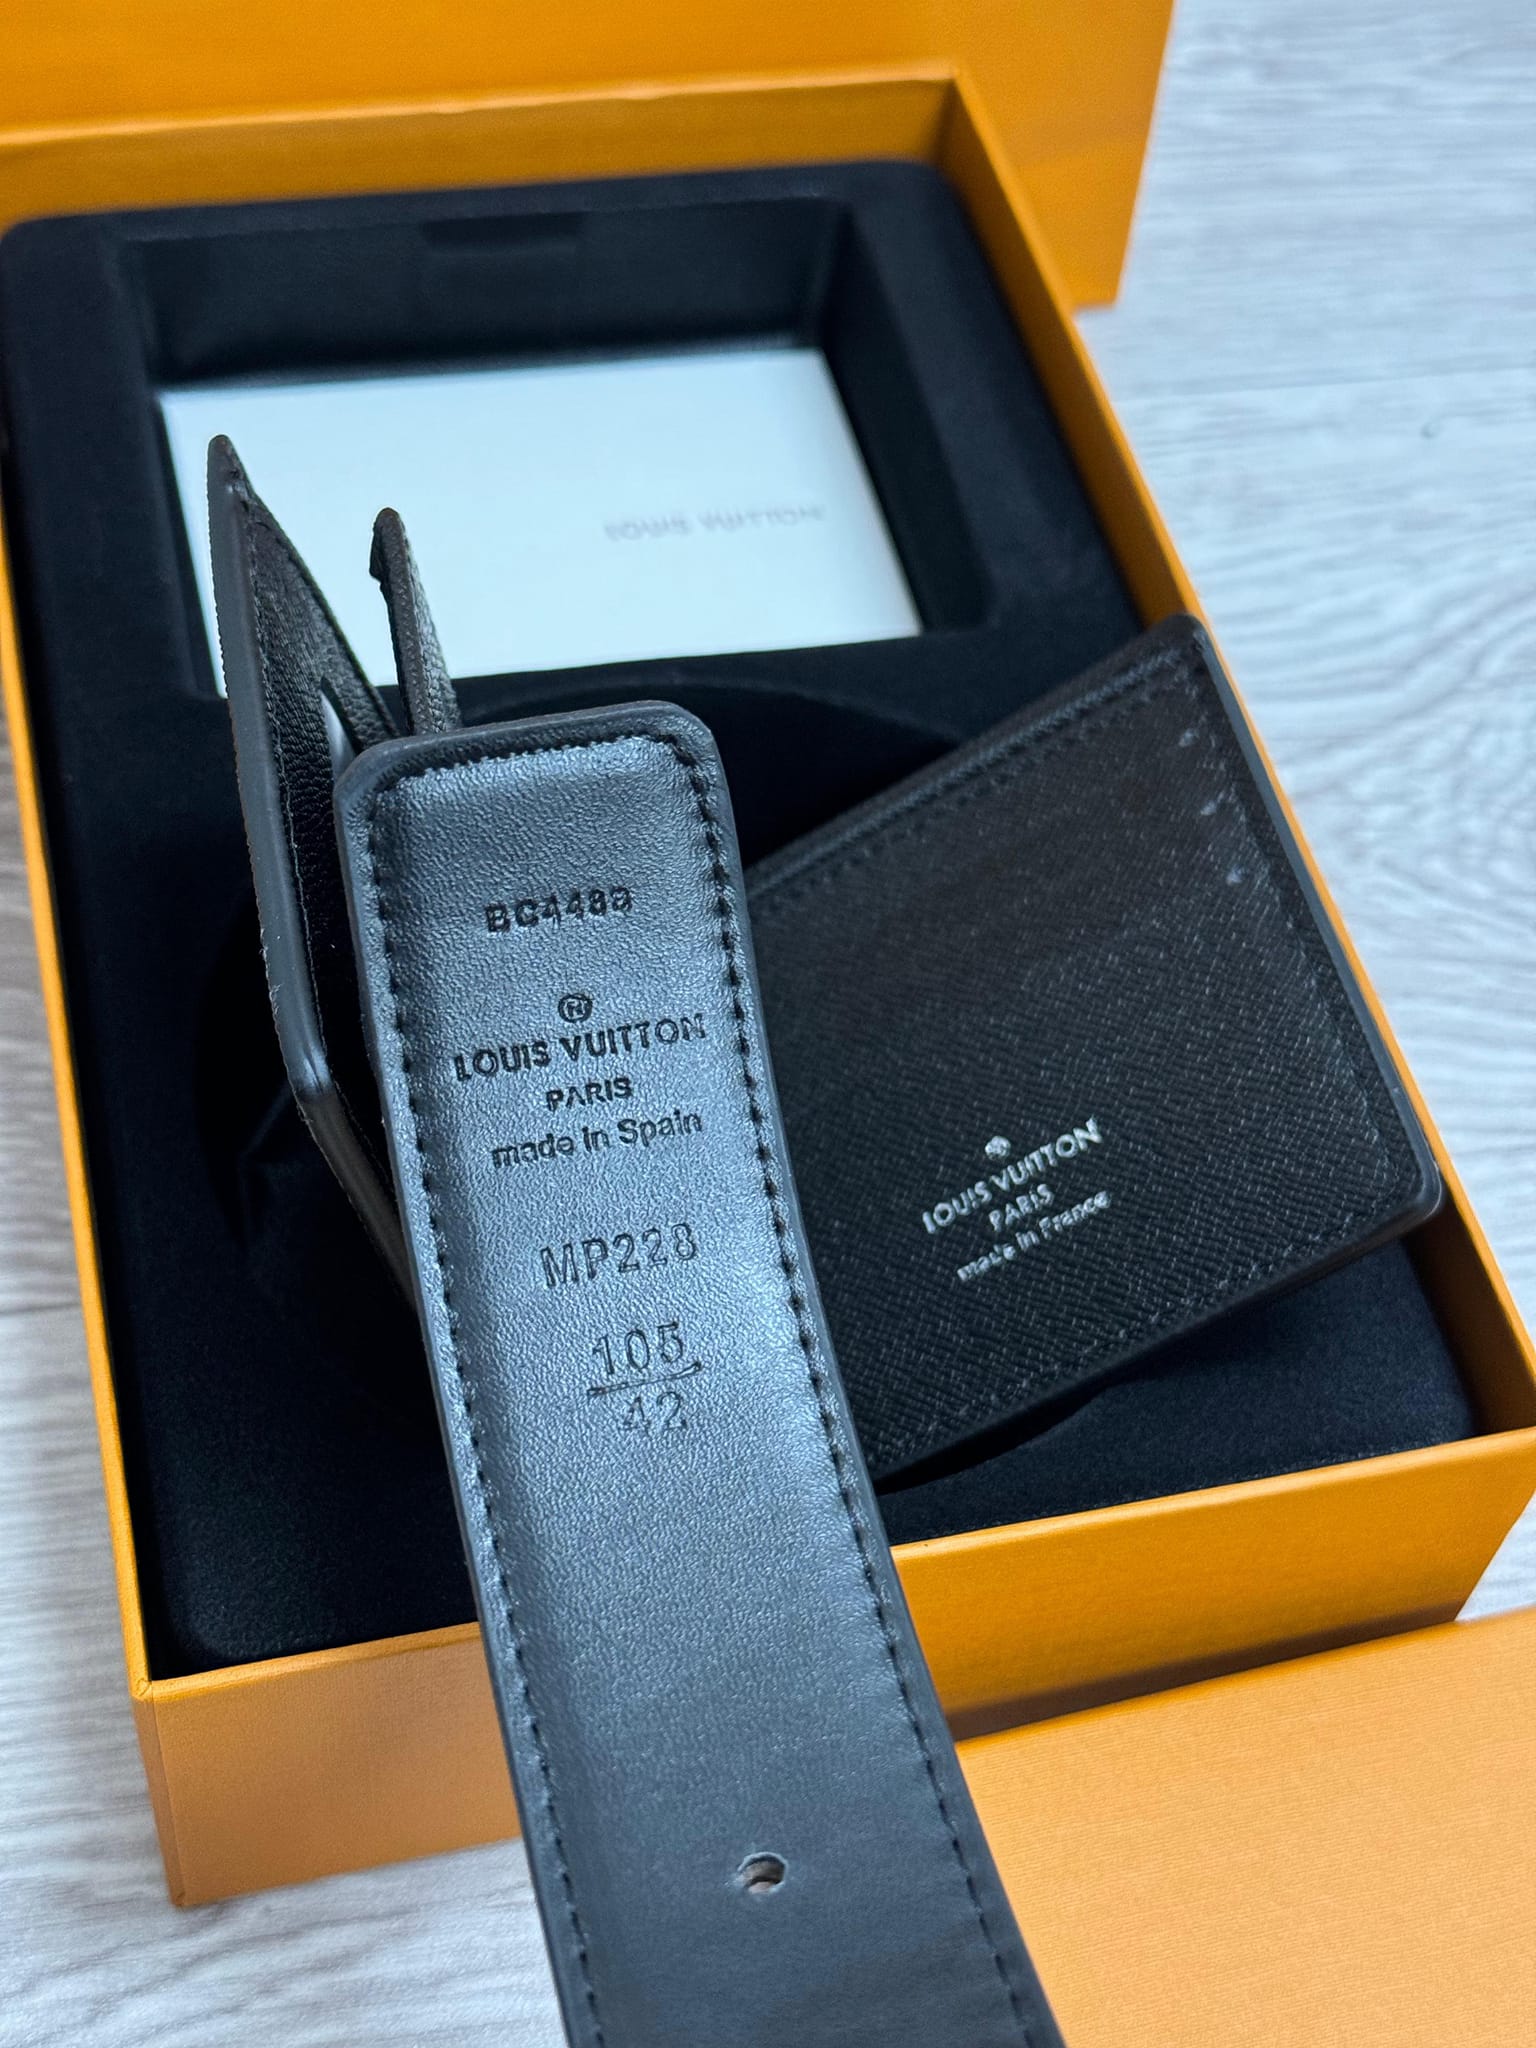 LOUIS VUITTON
BC4488
LOUIS VUITTON
PARIS
made in Spain
MP228
105
42
LOUIS VUITTON
PARIS
made in France